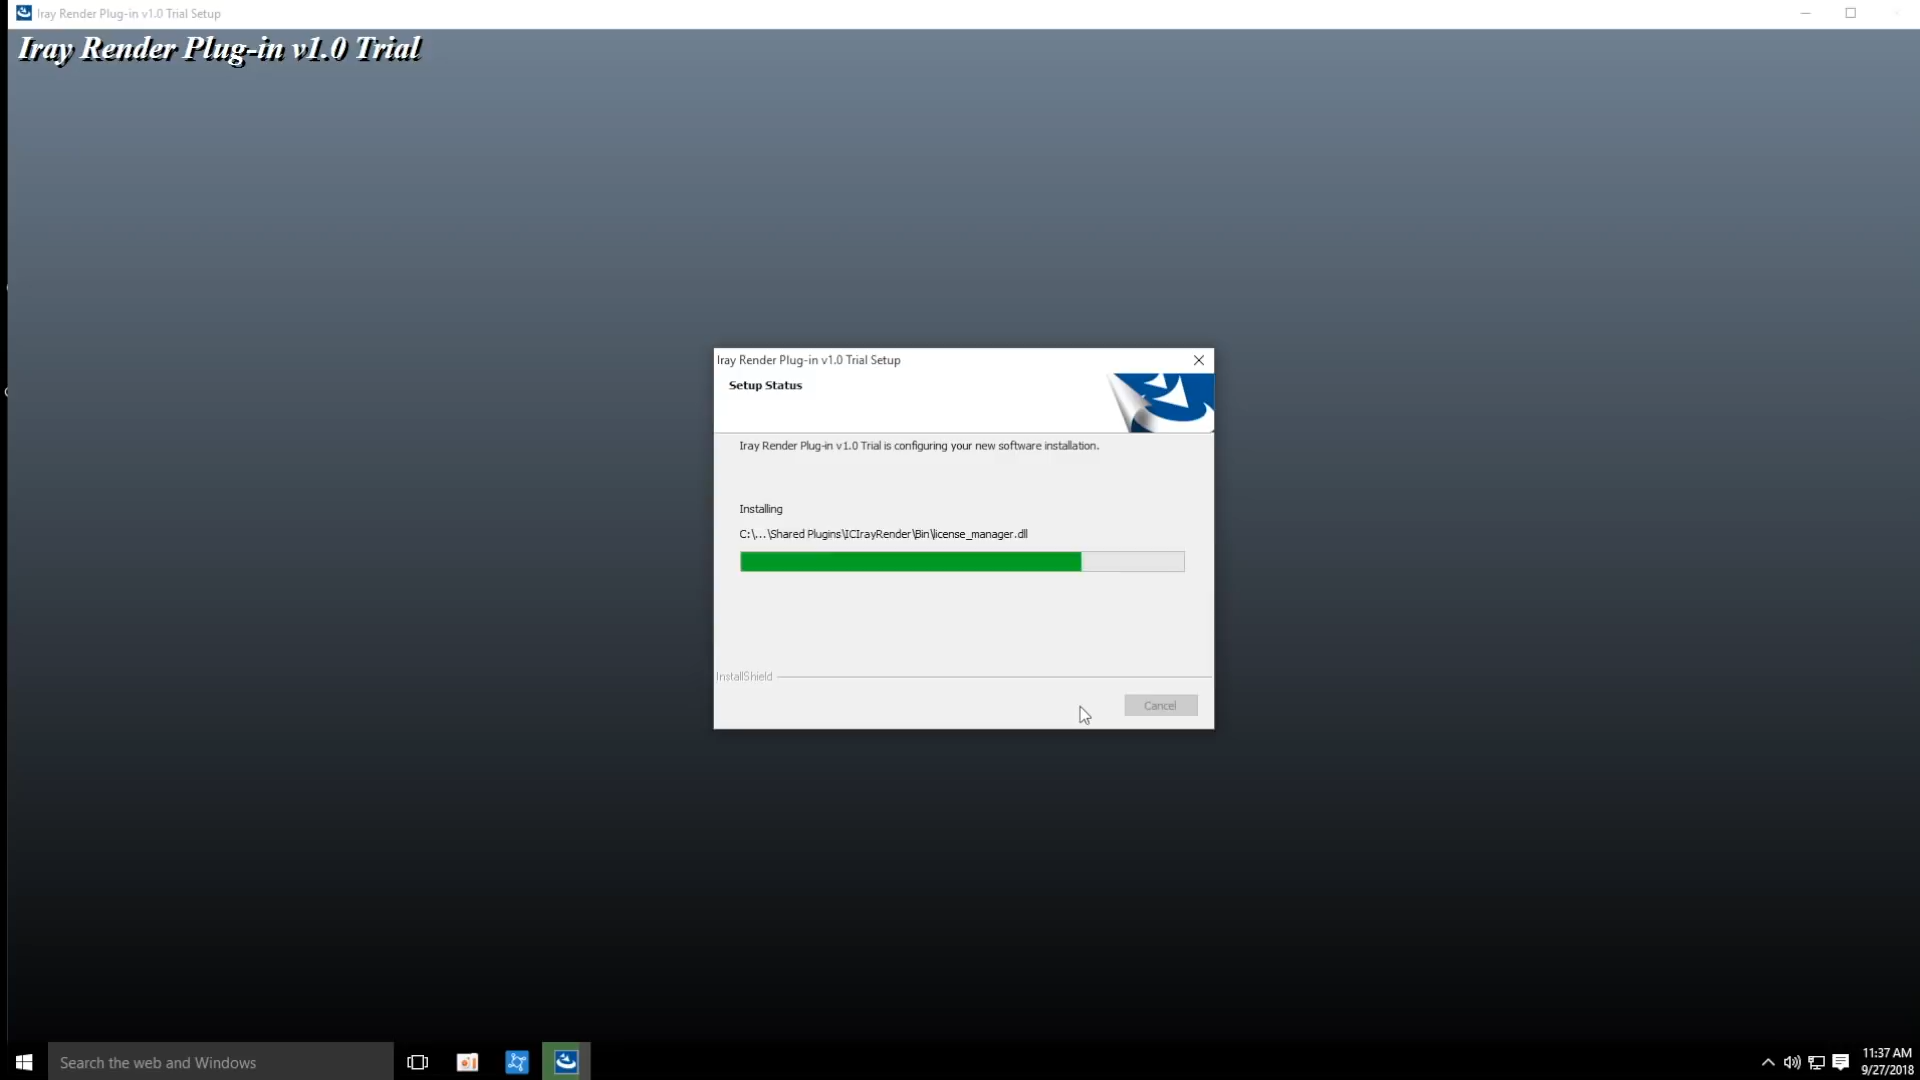 Iray Render Plug-in v1.0 Trial Setup
Iray Render Plug-in v1.0 Trial
Iray Render Plug-in v1.0 Trial Setup
Setup Status
Iray Render Plug-in v1.0 Trial is configuring your new software installation.
Installing
C:\...\Shared Plugins\ICIrayRender\Bin\license_manager.dll
InstallShield
Cancel
Search the web and Windows
11:37 AM
9/27/2018